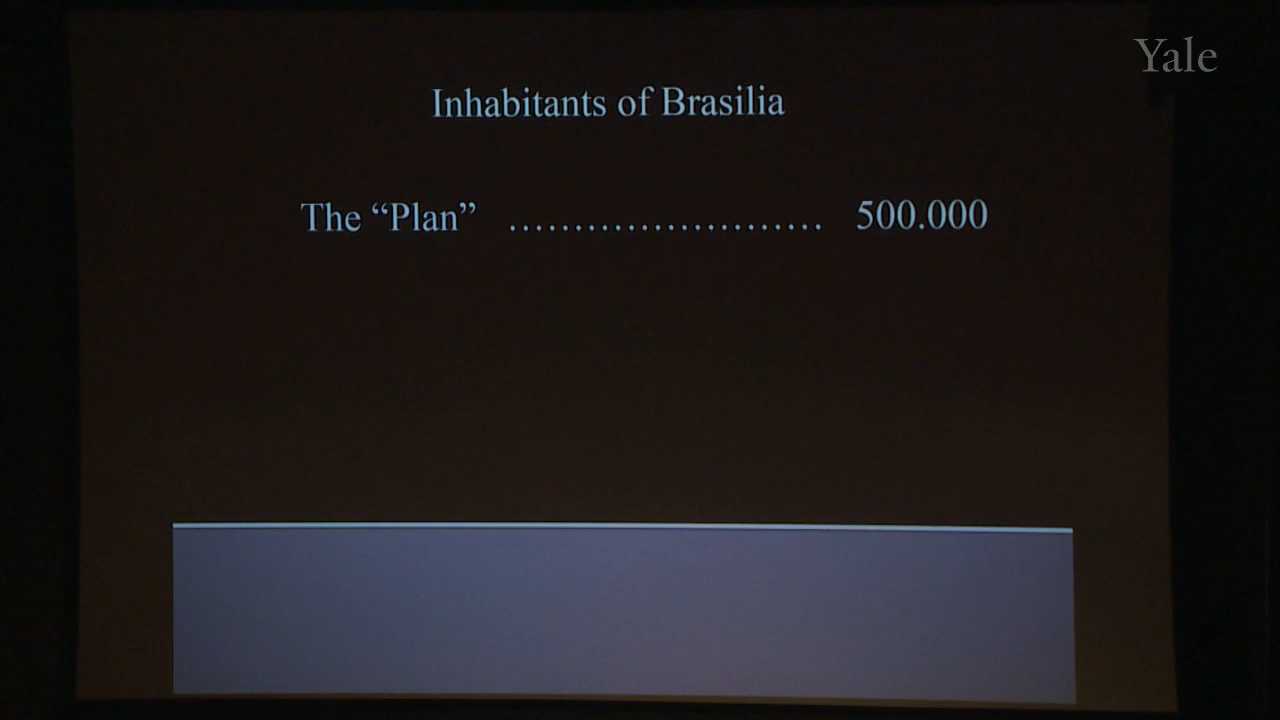 Yale
Inhabitants of Brasilia
The “Plan” ........................ 500.000